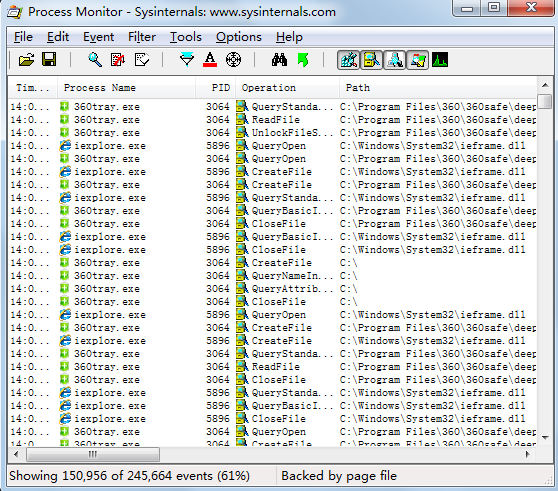 Process Monitor - Sysinternals: www.sysinternals.com
File Edit Event Filter Tools Options Help
Tim... Process Name PID Operation Path
14:0... 360tray.exe 3064 QueryStanda... C:\Program Files\360\360safe\deep
14:0... 360tray.exe 3064 ReadFile C:\Program Files\360\360safe\deep
14:0... 360tray.exe 3064 UnlockFileS... C:\Program Files\360\360safe\deep
14:0... iexplore.exe 5896 QueryOpen C:\Windows\System32\ieframe.dll
14:0... 360tray.exe 3064 QueryOpen C:\Program Files\360\360safe\deep
14:0... iexplore.exe 5896 CreateFile C:\Windows\System32\ieframe.dll
14:0... 360tray.exe 3064 CreateFile C:\Program Files\360\360safe\deep
14:0... iexplore.exe 5896 QueryStanda... C:\Windows\System32\ieframe.dll
14:0... 360tray.exe 3064 QueryBasicI... C:\Program Files\360\360safe\deep
14:0... 360tray.exe 3064 CloseFile C:\Program Files\360\360safe\deep
14:0... iexplore.exe 5896 QueryBasicI... C:\Windows\System32\ieframe.dll
14:0... iexplore.exe 5896 CloseFile C:\Windows\System32\ieframe.dll
14:0... 360tray.exe 3064 CreateFile C:\
14:0... 360tray.exe 3064 QueryNameIn... C:\
14:0... 360tray.exe 3064 QueryAttrib... C:\
14:0... 360tray.exe 3064 CloseFile C:\
14:0... iexplore.exe 5896 QueryOpen C:\Windows\System32\ieframe.dll
14:0... 360tray.exe 3064 CreateFile C:\Program Files\360\360safe\deep
14:0... iexplore.exe 5896 CreateFile C:\Windows\System32\ieframe.dll
14:0... 360tray.exe 3064 QueryStanda... C:\Program Files\360\360safe\deep
14:0... 360tray.exe 3064 ReadFile C:\Program Files\360\360safe\deep
14:0... 360tray.exe 3064 CloseFile C:\Program Files\360\360safe\deep
14:0... iexplore.exe 5896 QueryStanda... C:\Windows\System32\ieframe.dll
14:0... iexplore.exe 5896 QueryBasicI... C:\Windows\System32\ieframe.dll
14:0... iexplore.exe 5896 CloseFile C:\Windows\System32\ieframe.dll
14:0... 360tray.exe 3064 QueryOpen C:\Program Files\360\360safe\deep
14:0... 360tray.exe 3064 CreateFile C:\Program Files\360\360safe\deep
Showing 150,956 of 245,664 events (61%) Backed by page file